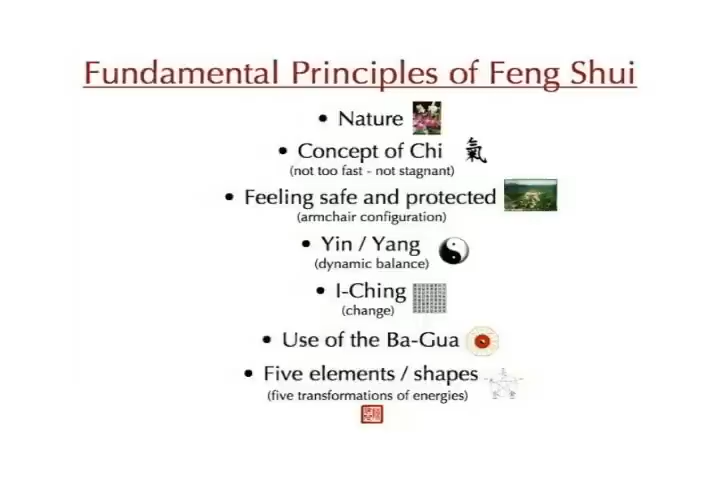 Fundamental Principles of Feng Shui
• Nature
• Concept of Chi 氣
(not too fast - not stagnant)
• Feeling safe and protected
(armchair configuration)
• Yin / Yang
(dynamic balance)
• I-Ching
(change)
• Use of the Ba-Gua
• Five elements / shapes
(five transformations of energies)